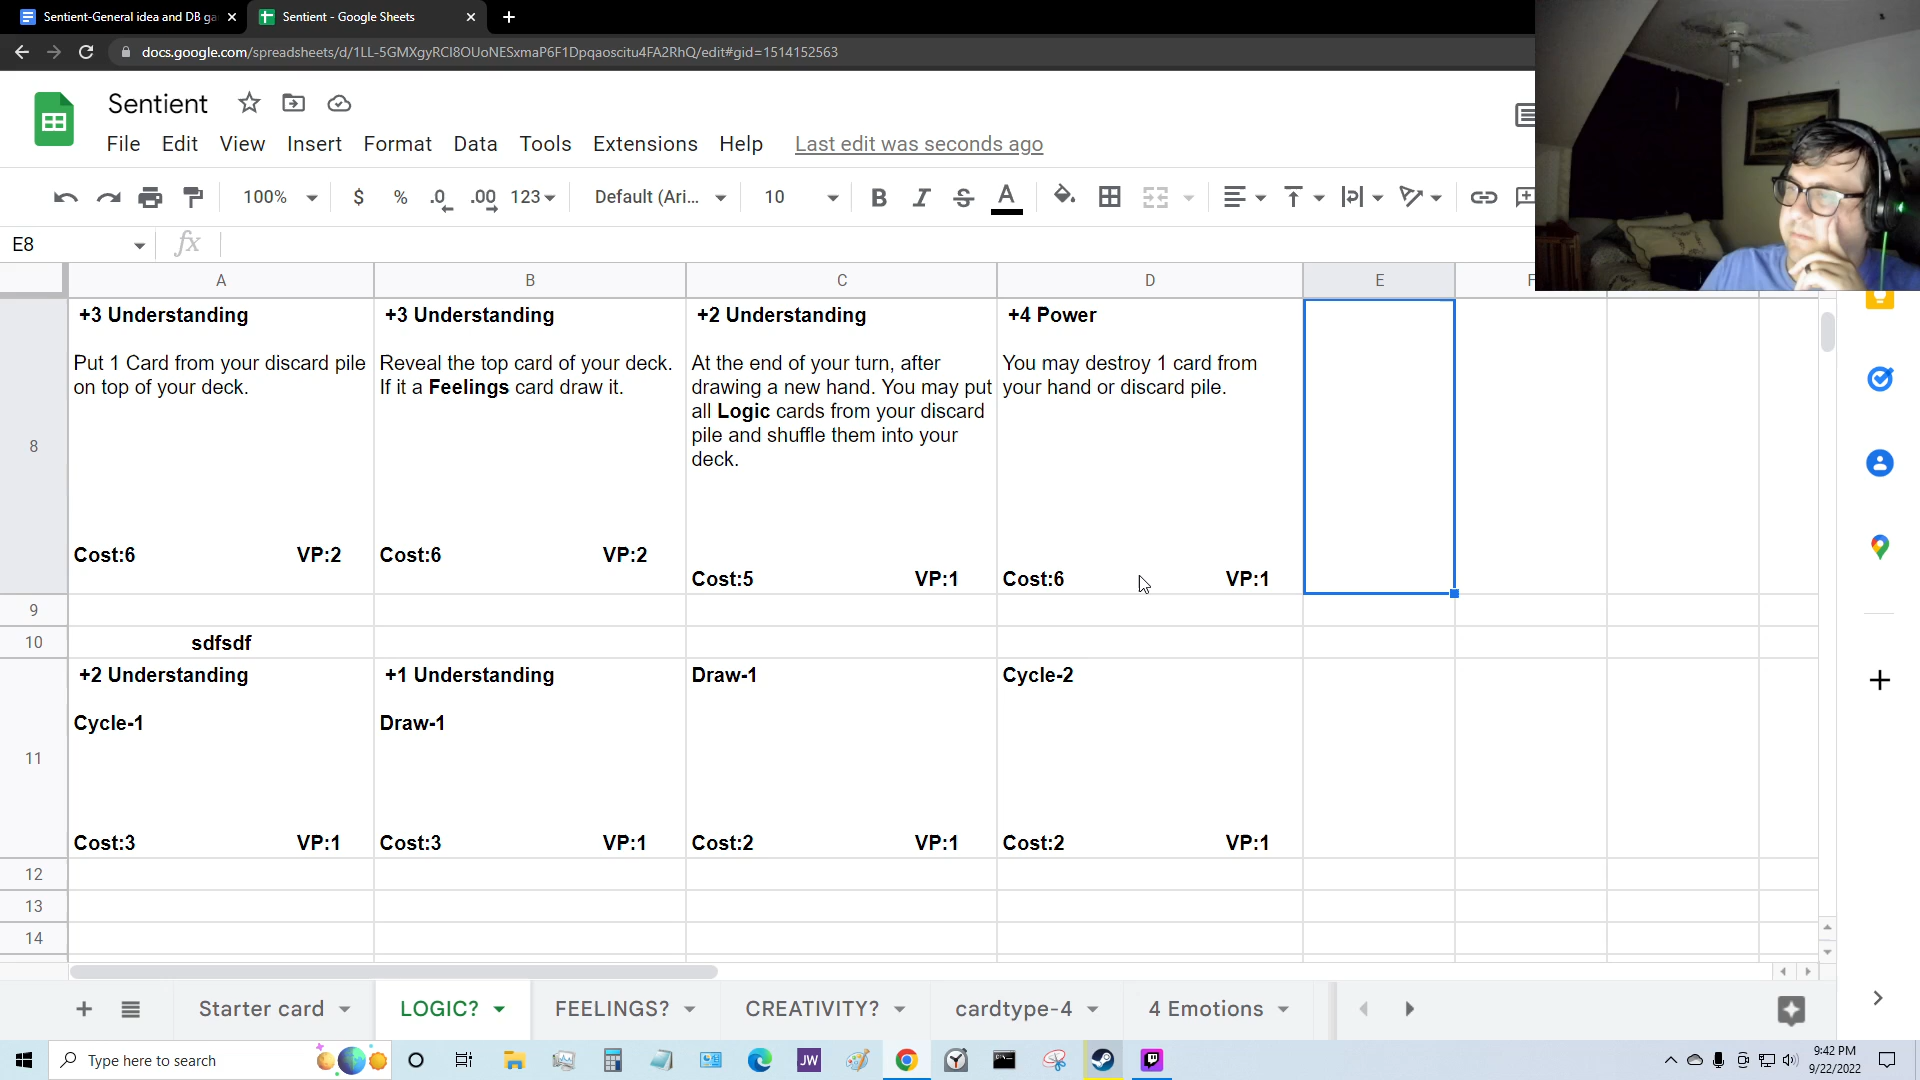 Sentient-General idea and DB ga
Sentient - Google Sheets
docs.google.com/spreadsheets/d/1LL-5GMXgyRCI8OUoNESxmaP6F1Dpqaoscitu4FA2RhQ/edit#gid=1514152563
Sentient
File Edit View Insert Format Data Tools Extensions Help Last edit was seconds ago
100% $ % .0 .00 123 Default (Ari... 10 B I S A
E8 fx
A B C D E F
+3 Understanding
Put 1 Card from your discard pile
on top of your deck.
Cost:6 VP:2
+3 Understanding
Reveal the top card of your deck.
If it a Feelings card draw it.
Cost:6 VP:2
+2 Understanding
At the end of your turn, after
drawing a new hand. You may put
all Logic cards from your discard
pile and shuffle them into your
deck.
Cost:5 VP:1
+4 Power
You may destroy 1 card from
your hand or discard pile.
Cost:6 VP:1
8
9
10
sdfsdf
+2 Understanding
Cycle-1
Cost:3 VP:1
+1 Understanding
Draw-1
Cost:3 VP:1
Draw-1
Cost:2 VP:1
Cycle-2
Cost:2 VP:1
11
12
13
14
Starter card LOGIC? FEELINGS? CREATIVITY? cardtype-4 4 Emotions
Type here to search
JW
9:42 PM
9/22/2022